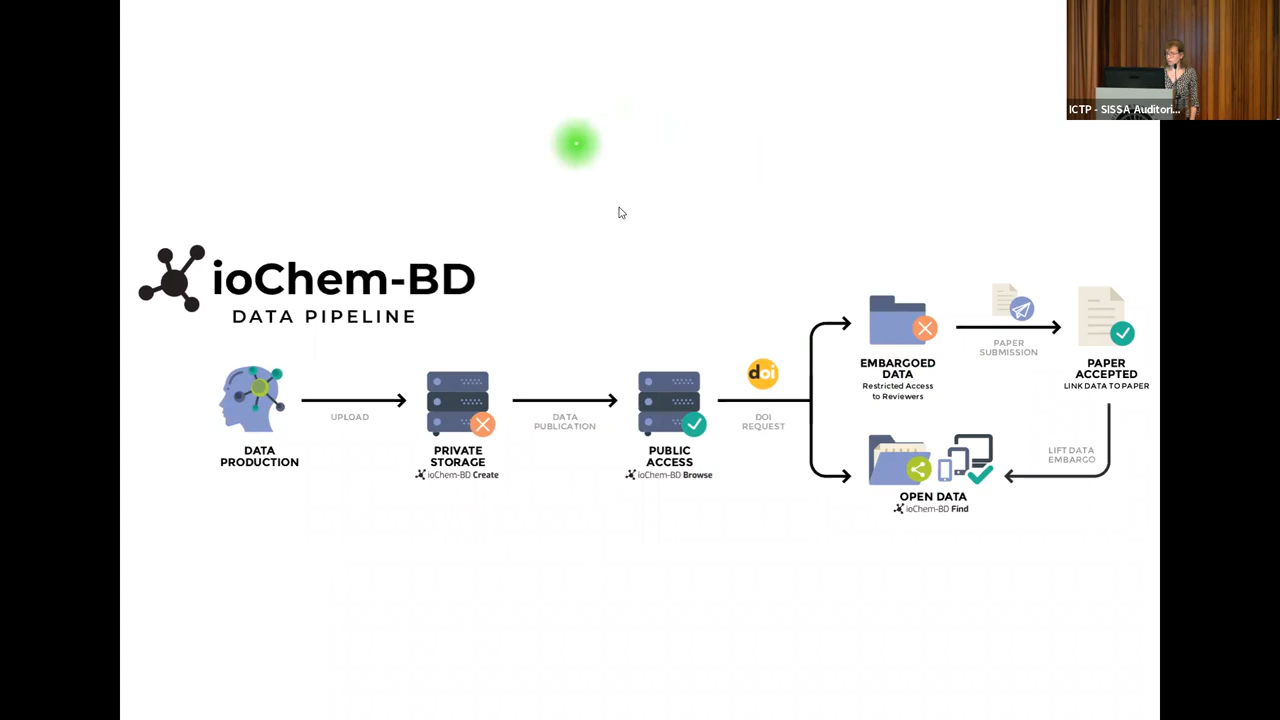 ICTP - SISSA Auditori...
ioChem-BD
DATA PIPELINE
DATA
PRODUCTION
UPLOAD
PRIVATE
STORAGE
ioChem-BD Create
DATA
PUBLICATION
PUBLIC
ACCESS
ioChem-BD Browse
doi
DOI
REQUEST
EMBARGOED
DATA
Restricted Access
to Reviewers
PAPER
SUBMISSION
PAPER
ACCEPTED
LINK DATA TO PAPER
LIFT DATA
EMBARGO
OPEN DATA
ioChem-BD Find